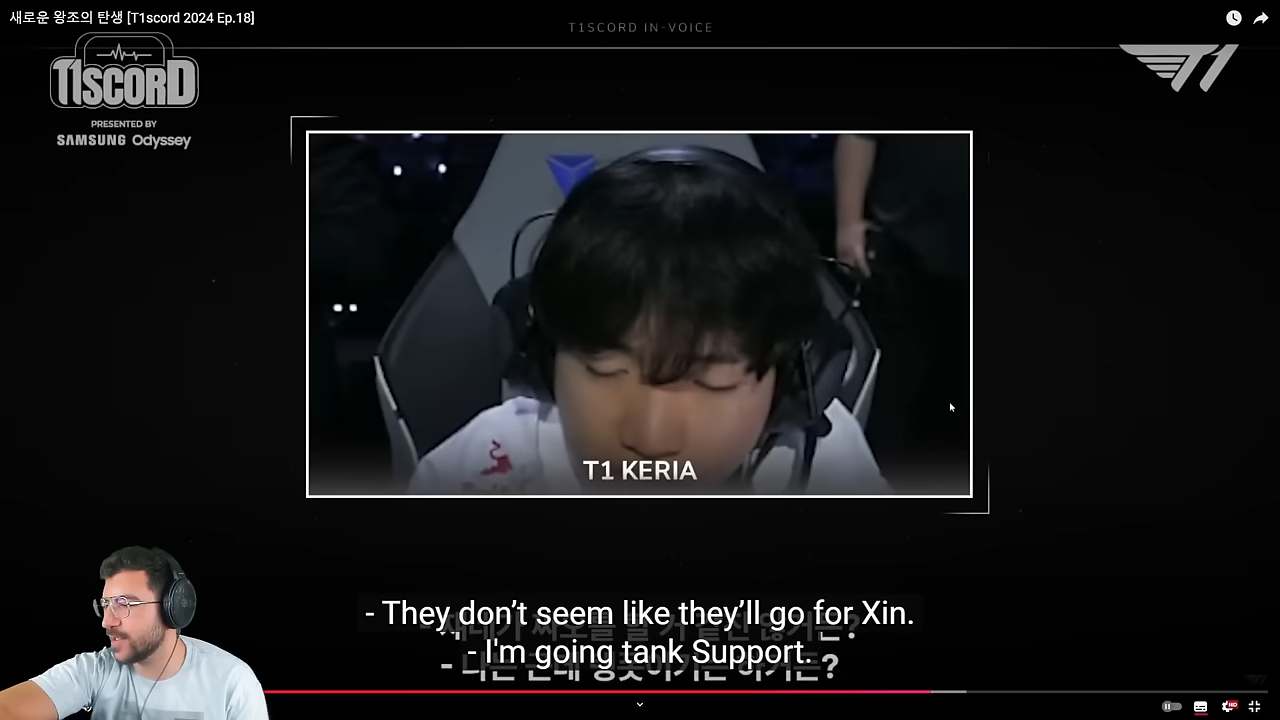 새로운 왕조의 탄생 [T1scord 2024 Ep.18]
T1SCORD IN-VOICE
T1SCORD
T1
PRESENTED BY
SAMSUNG Odyssey
T1 KERIA
- They don’t seem like they’ll go for Xin.
- I'm going tank Support.
HD